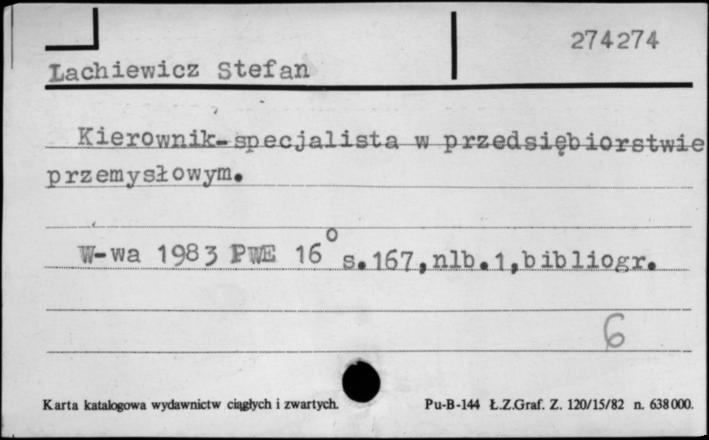 274274
Lachiewicz Stefan
Kierownik-specjalista w przedsiębiorstwie
przemysłowym.
W-wa 1983 PWE 16° s.167,nlb.1,bibliogr.
6
Karta katalogowa wydawnictw ciągłych i zwartych. Pu-B-144 Ł.Z.Graf. Z. 120/15/82 n. 638000.